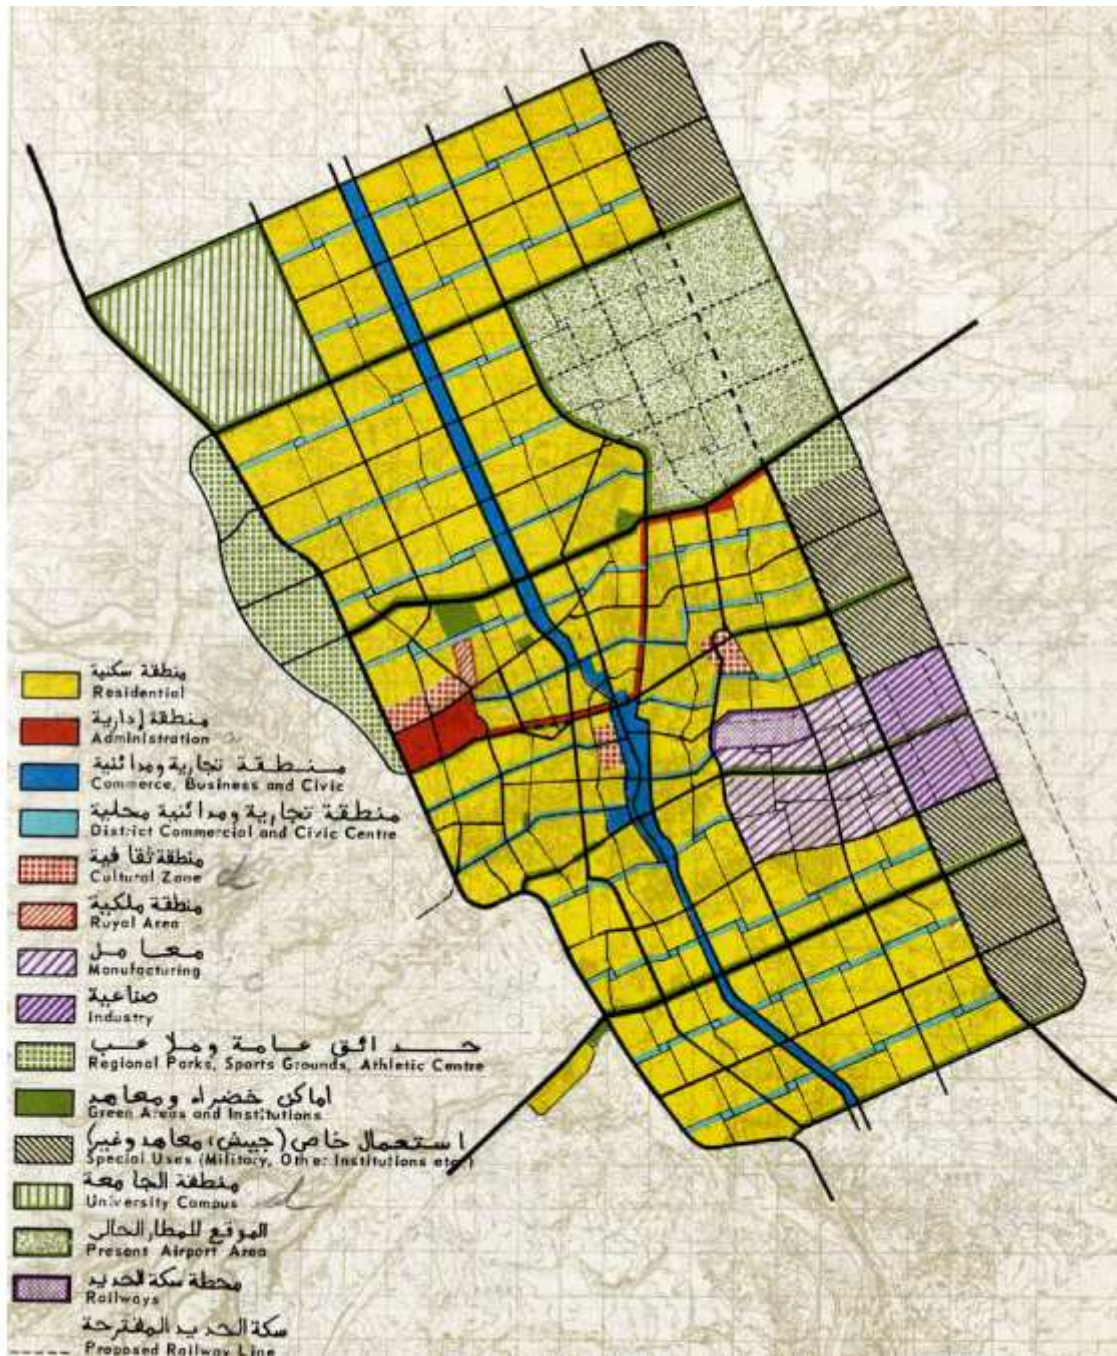 منطقة سكنية
Residential
منطقة إدارية
Administration
منطقة تجارية ومدائنية
Commerce, Business and Civic
منطقة تجارية ومدائنية محلية
District Commercial and Civic Centre
منطقة ثقافية
Cultural Zone
منطقة ملكية
Royal Area
معامل
Manufacturing
صناعية
Industry
حدائق عامة وملاعب
Regional Parks, Sports Grounds, Athletic Centre
اماكن خضراء ومعاهد
Green Areas and Institutions
استعمال خاص (جييش، معاهد وغير)
Special Uses (Military, Other Institutions etc.)
منطقة الجامعة
University Campus
الموقع للمطار الحالى
Present Airport Area
محطة سكة الحديد
Railways
سكة الحديد المقترحة
Proposed Railway Line